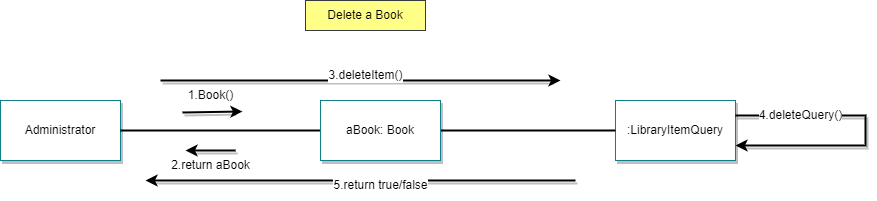 Delete a Book
3.deleteItem()
1.Book()
Administrator
aBook: Book
:LibraryItemQuery
4.deleteQuery()
2.return aBook
5.return true/false